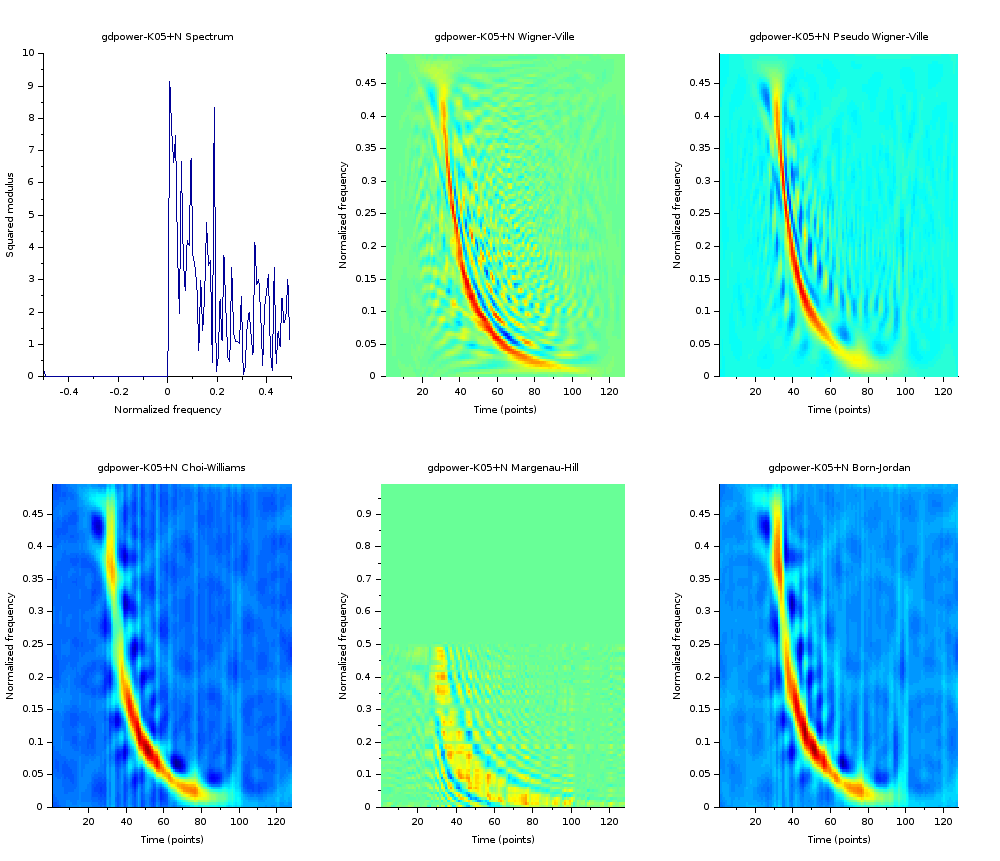 gdpower-K05+N Spectrum
10
9
8
7
6
5
4
3
2
1
0
-0.4 -0.2 0 0.2 0.4
Squared modulus
Normalized frequency
gdpower-K05+N Wigner-Ville
0.45
0.4
0.35
0.3
0.25
0.2
0.15
0.1
0.05
0
20 40 60 80 100 120
Normalized frequency
Time (points)
gdpower-K05+N Pseudo Wigner-Ville
0.45
0.4
0.35
0.3
0.25
0.2
0.15
0.1
0.05
0
20 40 60 80 100 120
Normalized frequency
Time (points)
gdpower-K05+N Choi-Williams
0.45
0.4
0.35
0.3
0.25
0.2
0.15
0.1
0.05
0
20 40 60 80 100 120
Normalized frequency
Time (points)
gdpower-K05+N Margenau-Hill
0.9
0.8
0.7
0.6
0.5
0.4
0.3
0.2
0.1
0
20 40 60 80 100 120
Normalized frequency
Time (points)
gdpower-K05+N Born-Jordan
0.45
0.4
0.35
0.3
0.25
0.2
0.15
0.1
0.05
0
20 40 60 80 100 120
Normalized frequency
Time (points)